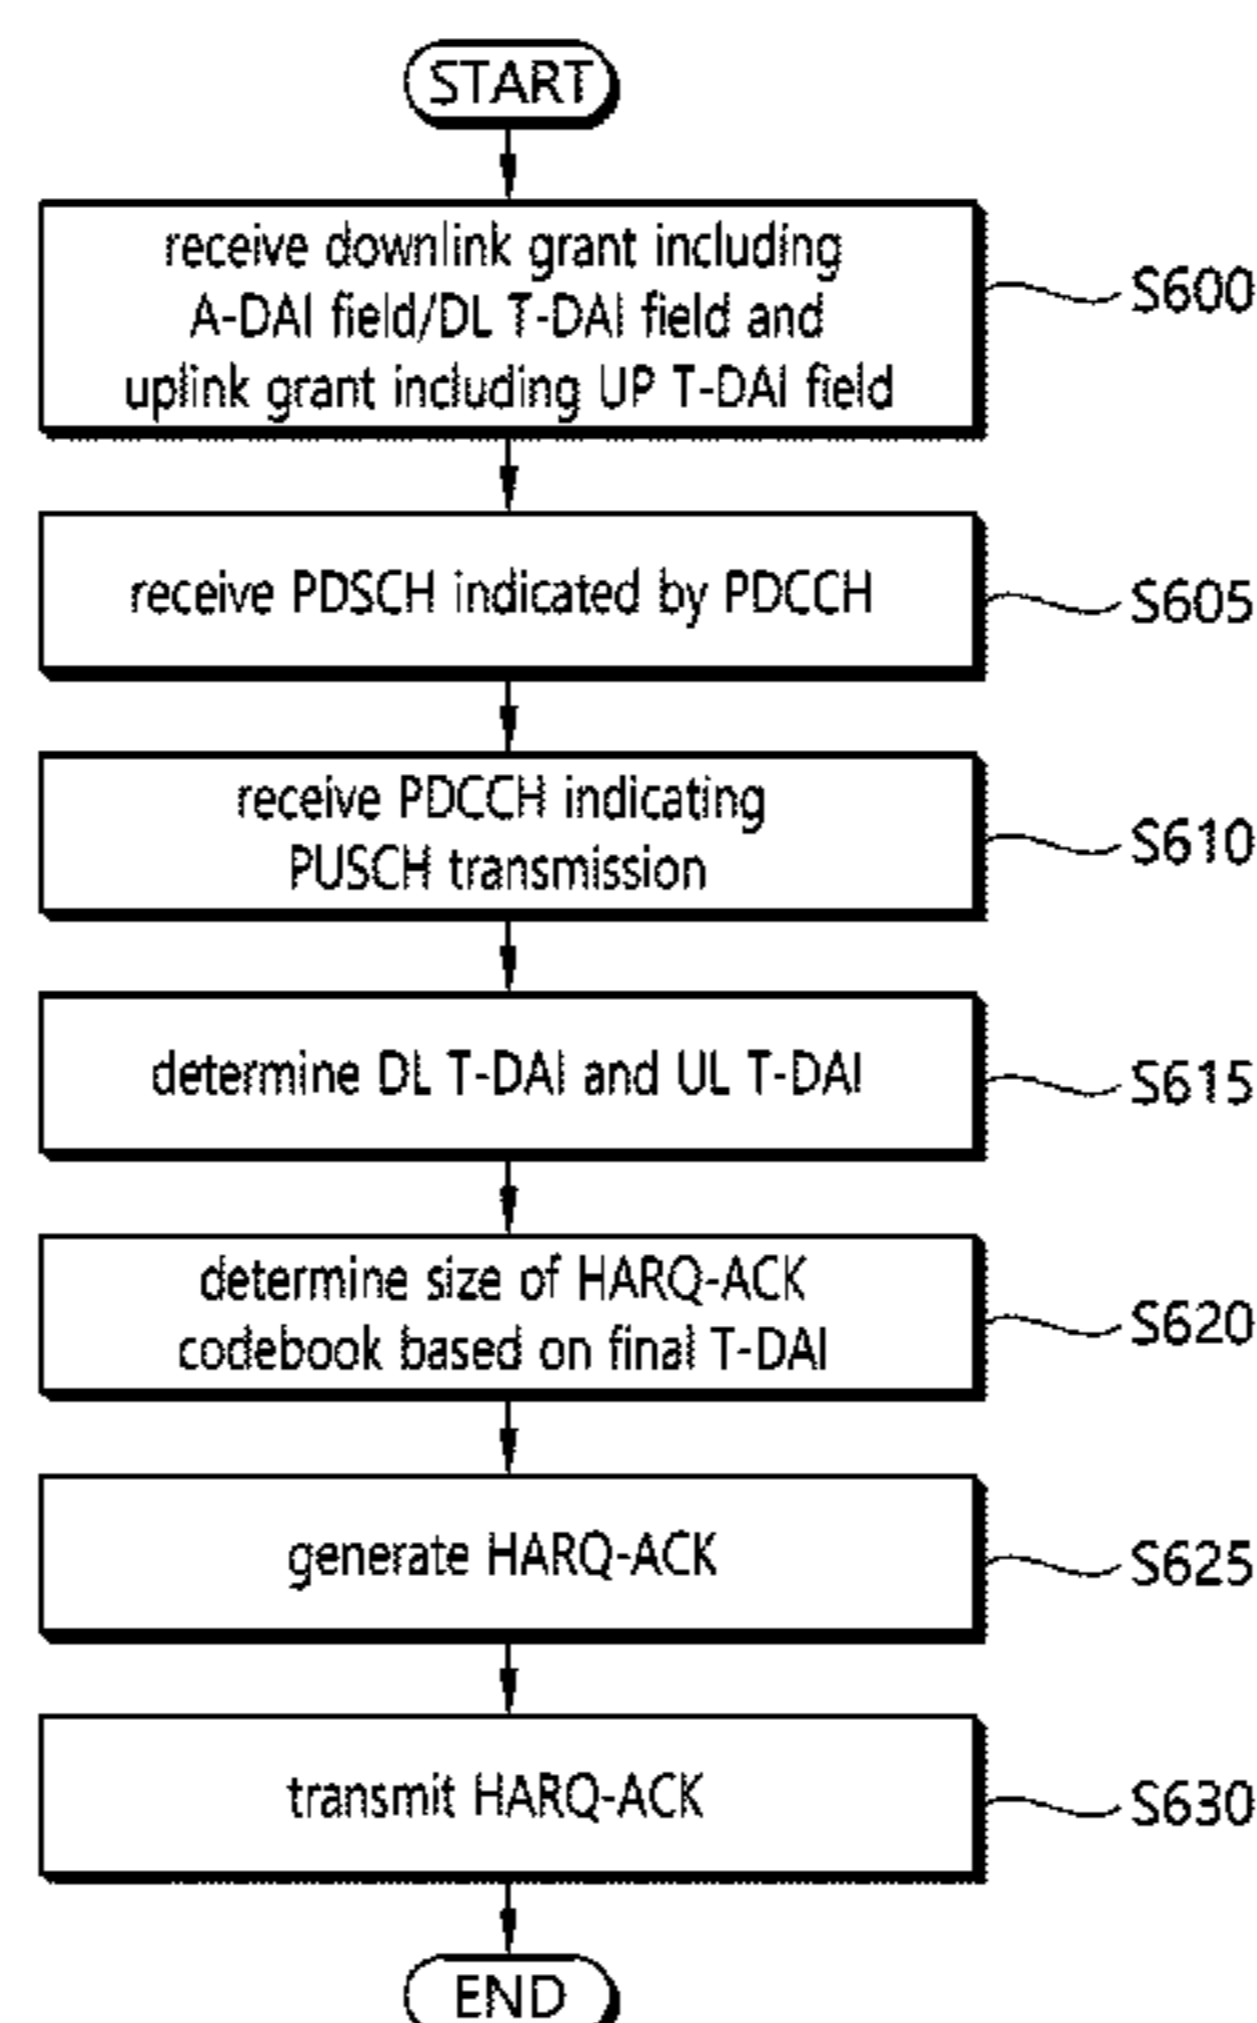 START
receive downlink grant including
A-DAI field/DL T-DAI field and
uplink grant including UP T-DAI field
S600
receive PDSCH indicated by PDCCH
S605
receive PDCCH indicating
PUSCH transmission
S610
determine DL T-DAI and UL T-DAI
S615
determine size of HARQ-ACK
codebook based on final T-DAI
S620
generate HARQ-ACK
S625
transmit HARQ-ACK
S630
END